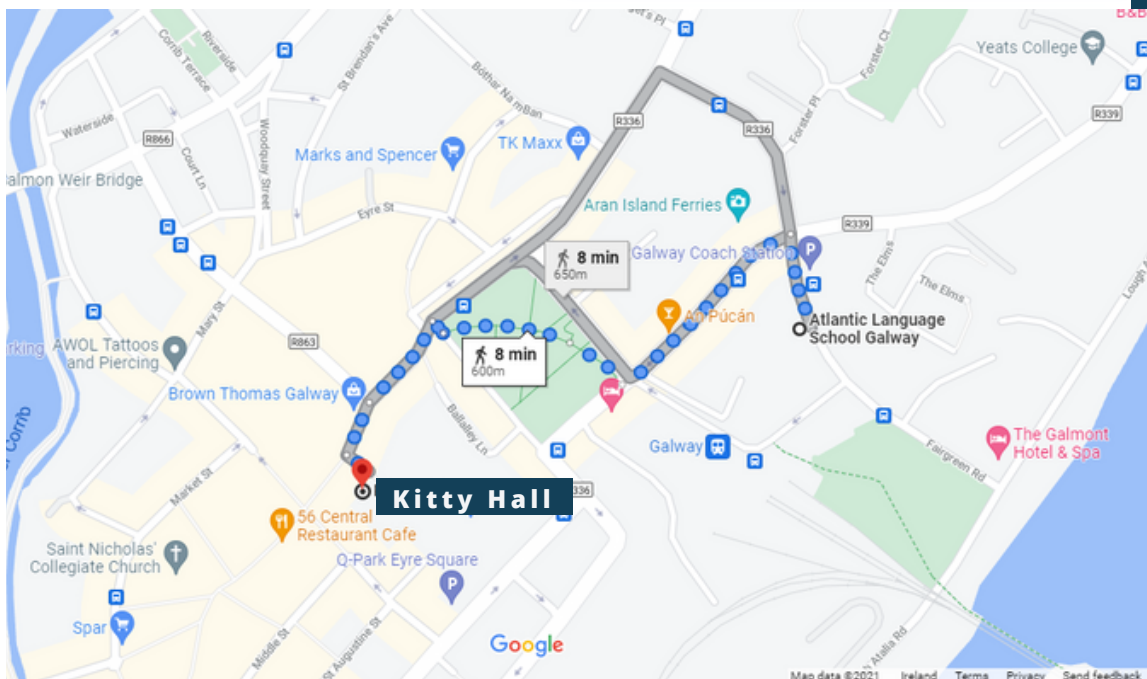 B&B
Yeats College
Riverside
Corrib Terrace
St Brendan's Ave
Bóthar Na mBan
Forster Ct
Forster Pl
R339
R336
R336
Waterside
R866
Woodquay Street
Court Ln
TK Maxx
Marks and Spencer
almon Weir Bridge
Eyre St
Aran Island Ferries
R339
The Elms
The Elms
8 min
650m
Galway Coach Station
P
Atlantic Language
School Galway
An Púcán
Mary St
R863
8 min
600m
rking
AWOL Tattoos
and Piercing
Brown Thomas Galway
Ballalley Ln
Corrib
Galway
The Galmont
Hotel & Spa
Fairgreen Rd
Market St
Kitty Hall
336
56 Central
Restaurant Cafe
Saint Nicholas'
Collegiate Church
Q-Park Eyre Square
P
Spar
Middle St
St Augustine St
Google
Atalia Rd
Map data ©2021
Ireland
Terms
Privacy
Send feedback